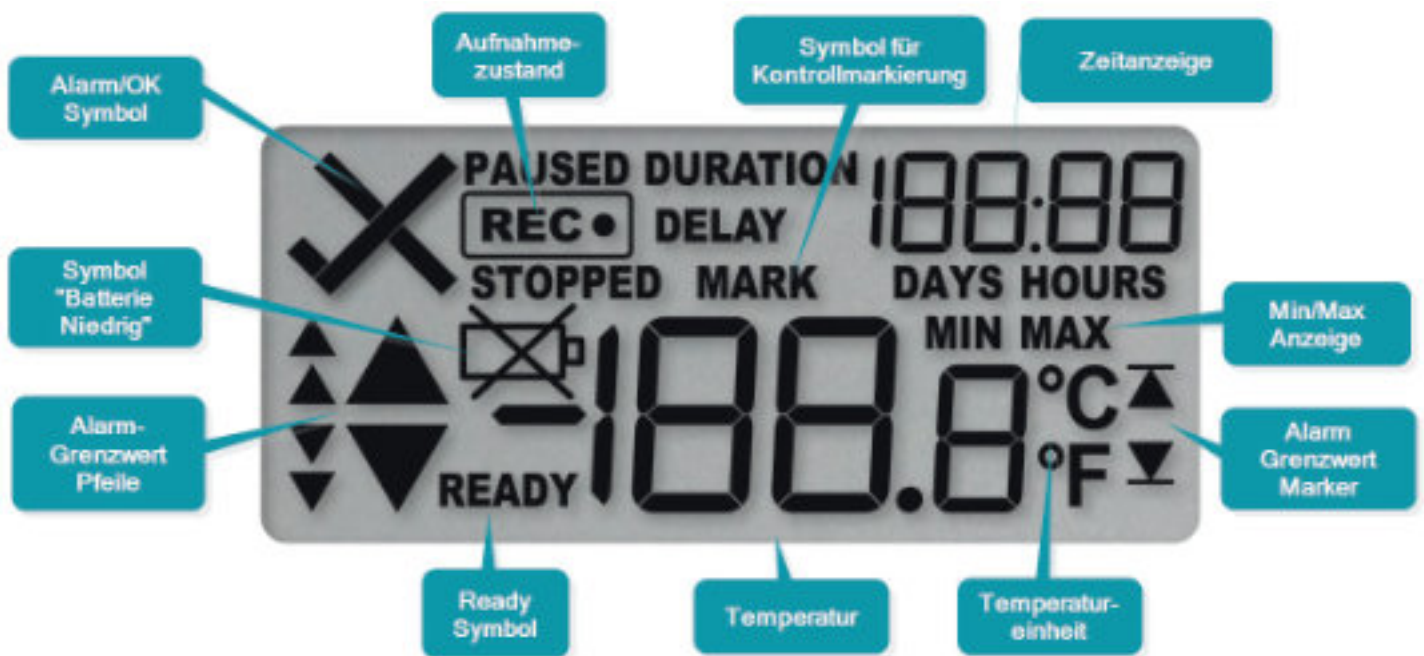 Aufnahme-
zustand
Symbol für
Kontrollmarkierung
Zeitanzeige
Alarm/OK
Symbol
PAUSED DURATION 188:88
REC DELAY
STOPPED MARK DAYS HOURS
Symbol
"Batterie
Niedrig"
MIN MAX
Min/Max
Anzeige
-188.8 °C
°F
Alarm-
Grenzwert
Pfeile
READY
Alarm
Grenzwert
Marker
Ready
Symbol
Temperatur
Temperatur-
einheit